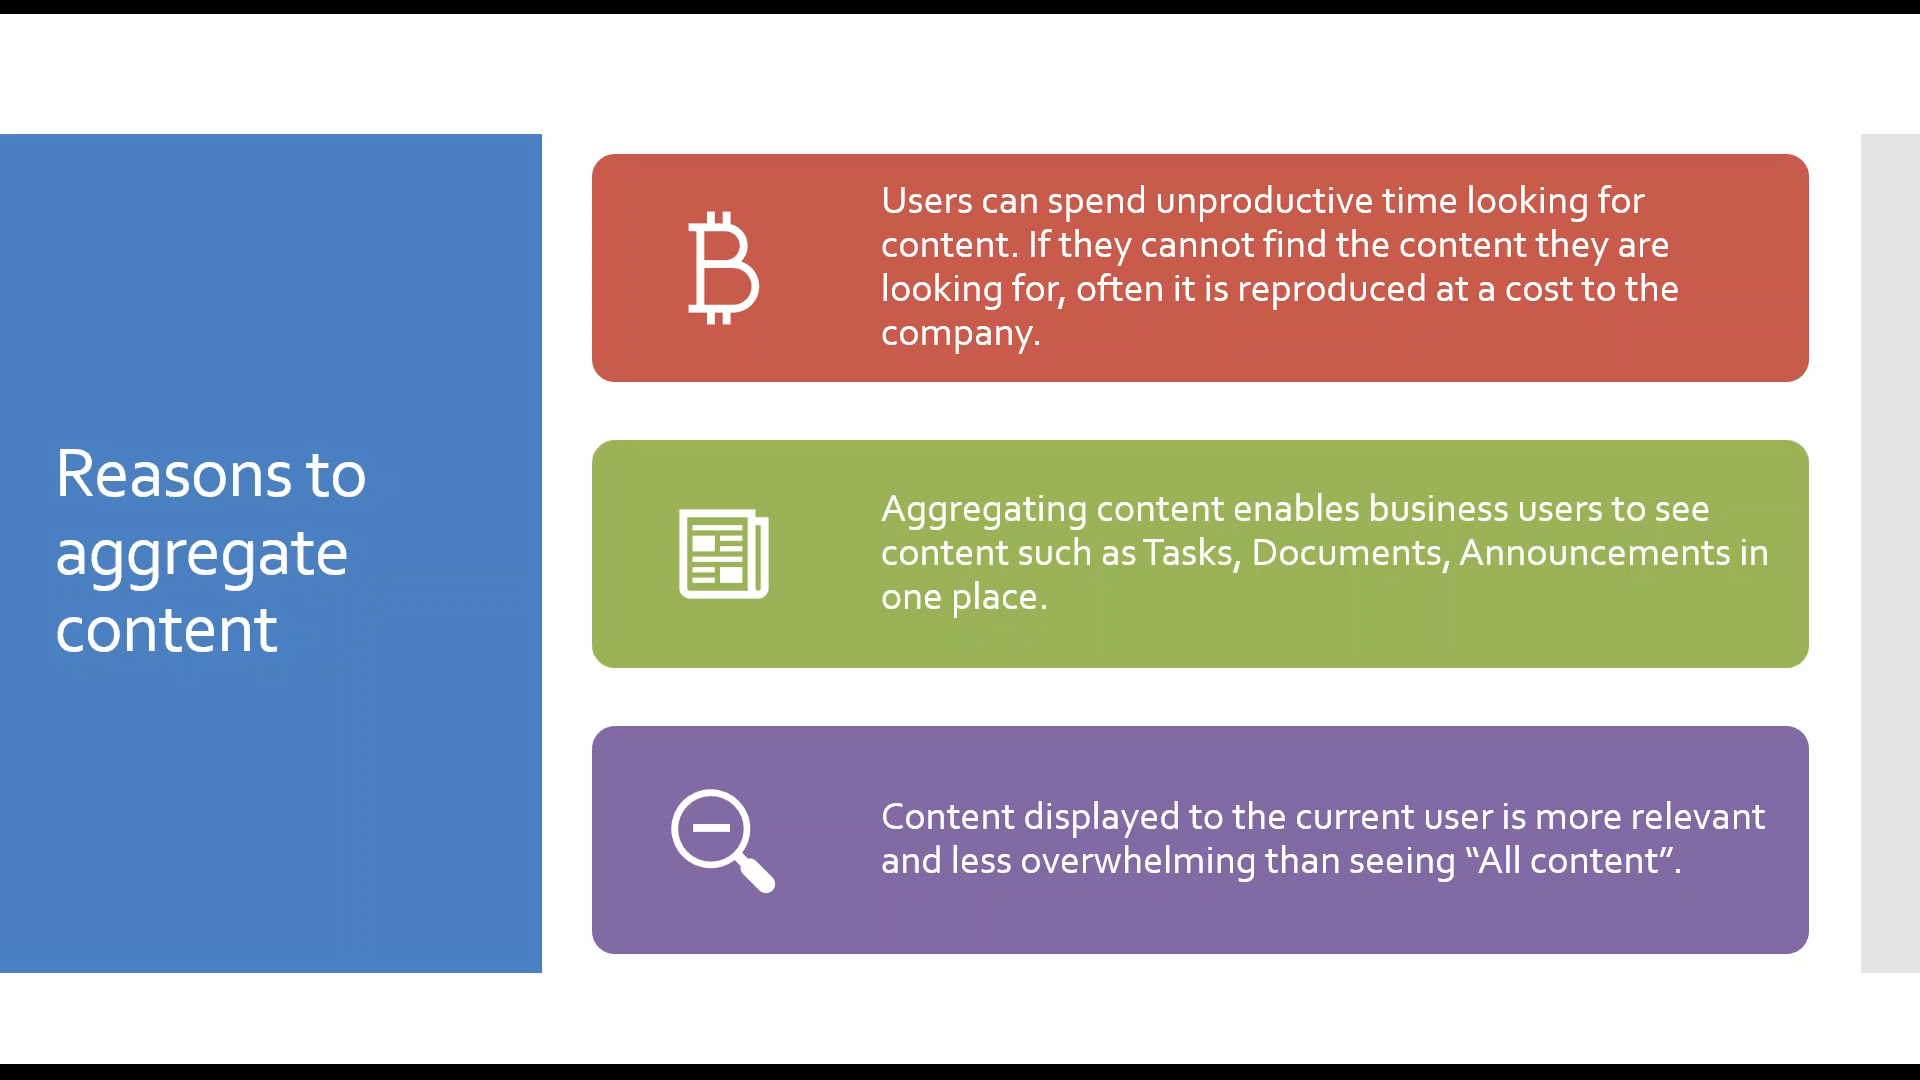 Reasons to
aggregate
content
Users can spend unproductive time looking for
content. If they cannot find the content they are
looking for, often it is reproduced at a cost to the
company.
Aggregating content enables business users to see
content such as Tasks, Documents, Announcements in
one place.
Content displayed to the current user is more relevant
and less overwhelming than seeing “All content”.